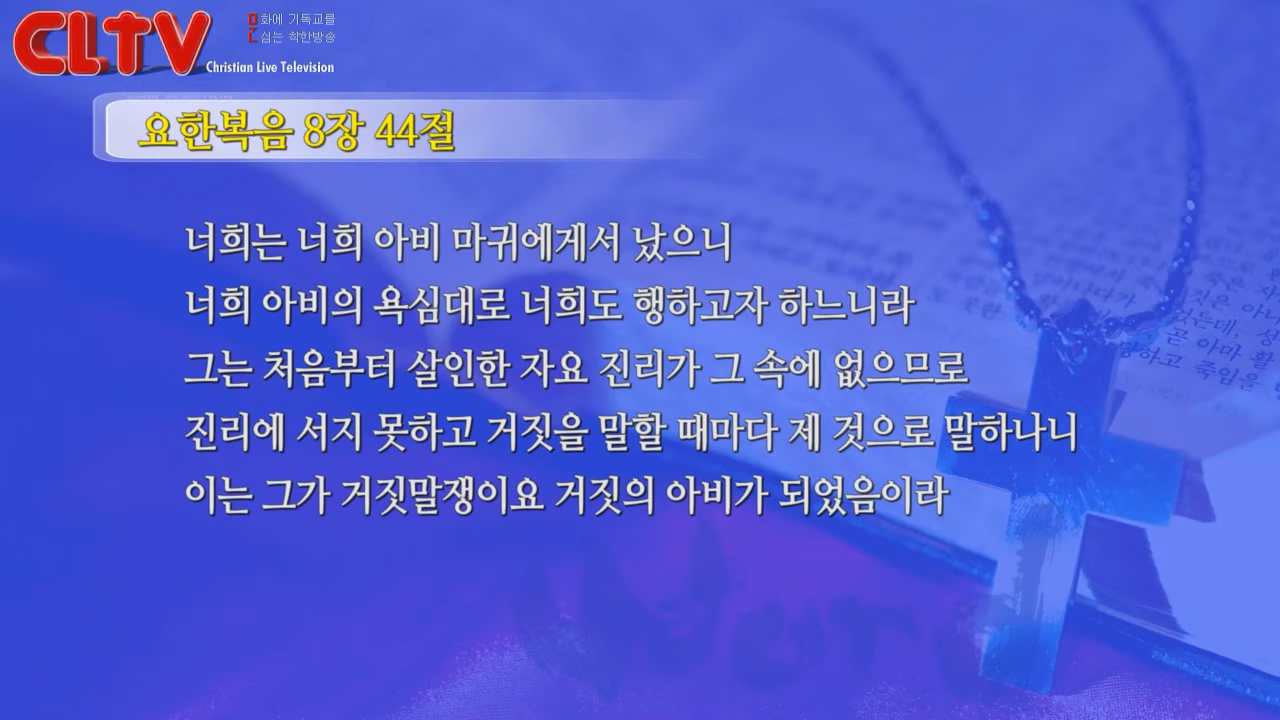 CLTV
문화에 기독교를
심는 착한방송
Christian Live Television
요한복음 8장 44절
너희는 너희 아비 마귀에게서 났으니
너희 아비의 욕심대로 너희도 행하고자 하느니라
그는 처음부터 살인한 자요 진리가 그 속에 없으므로
진리에 서지 못하고 거짓을 말할 때마다 제 것으로 말하나니
이는 그가 거짓말쟁이요 거짓의 아비가 되었음이라